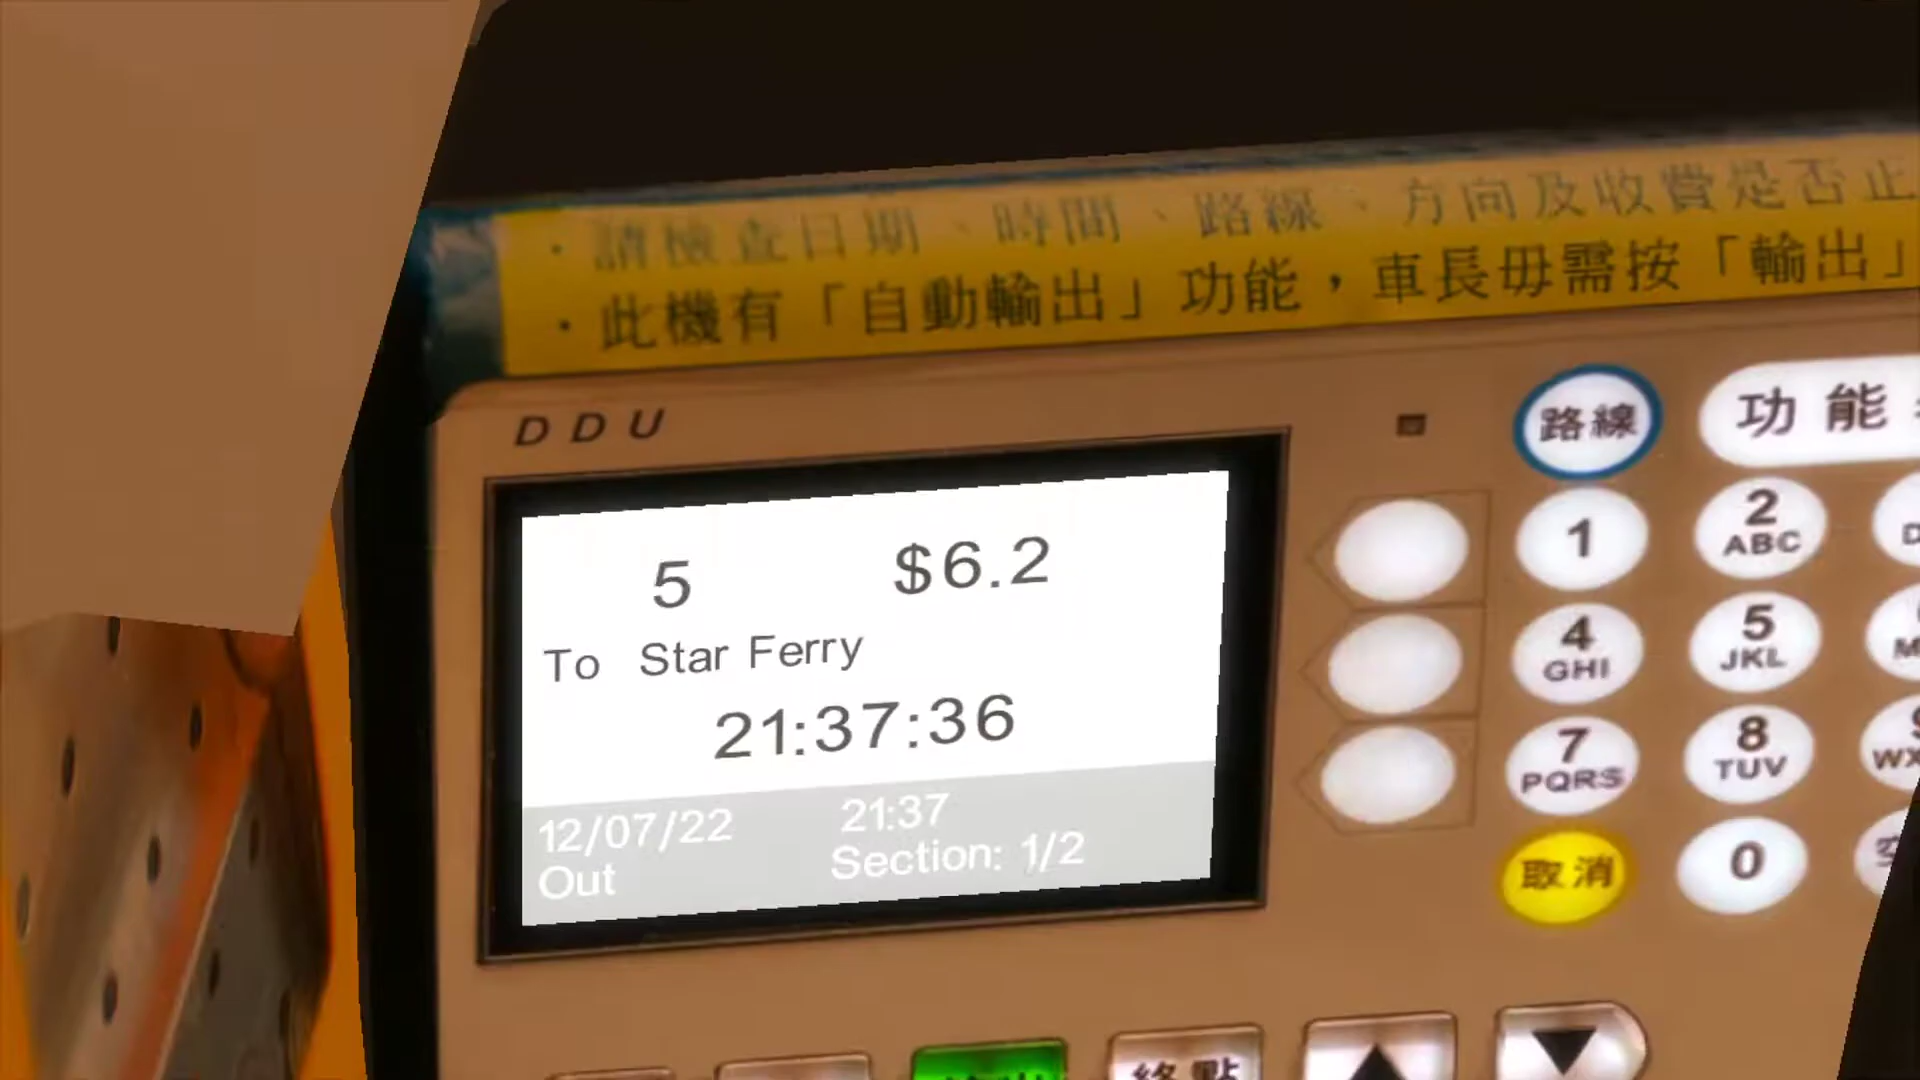 ・請檢查日期、時間、路線、方向及收費是否正
・此機有「自動輸出」功能，車長毋需按「輸出」
DDU
路線
功能
5 $6.2
To Star Ferry
21:37:36
12/07/22 21:37
Out Section: 1/2
1
2
ABC
4
GHI
5
JKL
7
PQRS
8
TUV
WX
取消
0
終點